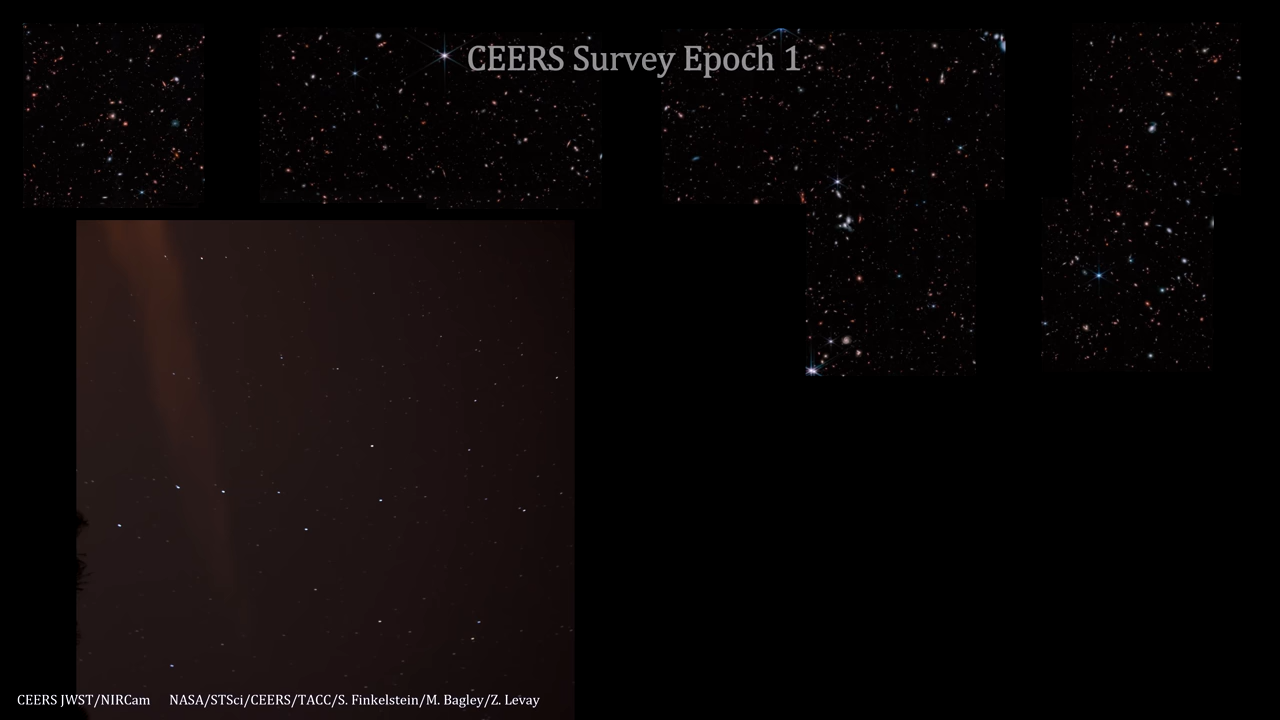 CEERS Survey Epoch 1
CEERS JWST/NIRCam NASA/STSci/CEERS/TACC/S. Finkelstein/M. Bagley/Z. Levay